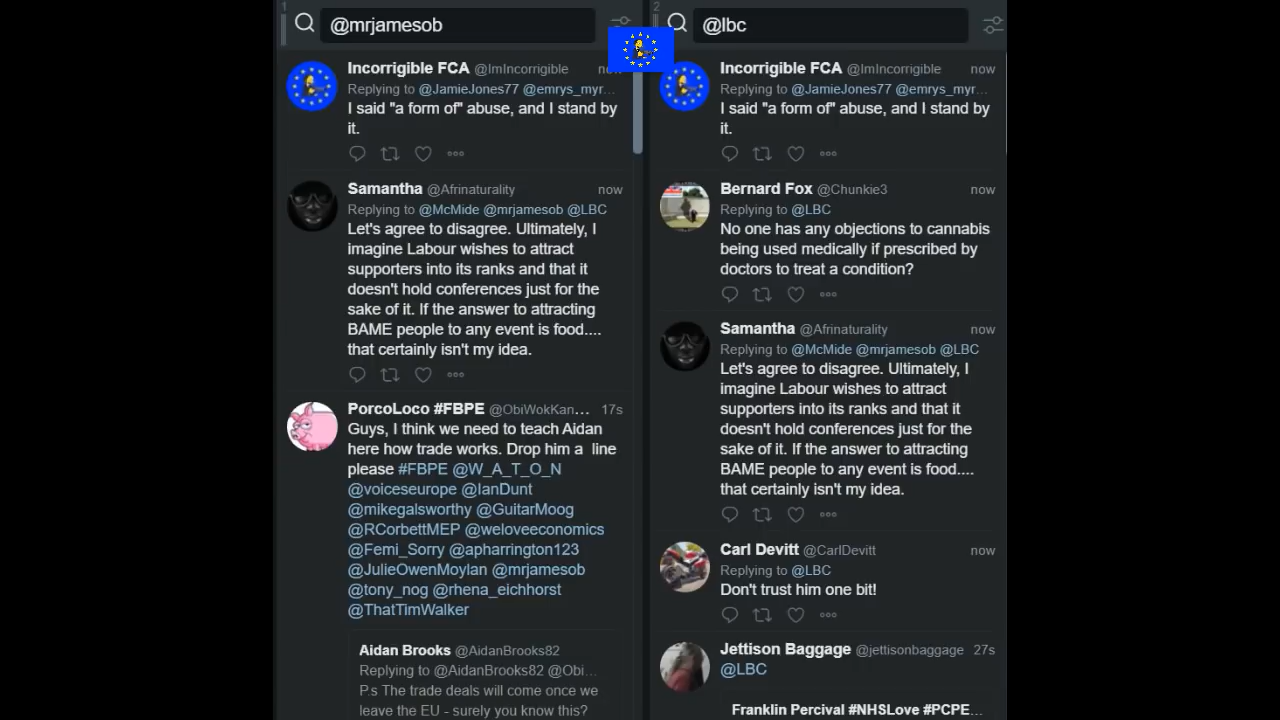 1
@mrjamesob
Incorrigible FCA @ImIncorrigible now
Replying to @JamieJones77 @emrys_myr...
I said "a form of" abuse, and I stand by
it.
Samantha @Afrinaturality now
Replying to @McMide @mrjamesob @LBC
Let's agree to disagree. Ultimately, I
imagine Labour wishes to attract
supporters into its ranks and that it
doesn't hold conferences just for the
sake of it. If the answer to attracting
BAME people to any event is food....
that certainly isn't my idea.
PorcoLoco #FBPE @ObiWokKan... 17s
Guys, I think we need to teach Aidan
here how trade works. Drop him a line
please #FBPE @W_A_T_O_N
@voiceseurope @IanDunt
@mikegalsworthy @GuitarMoog
@RCorbettMEP @weloveeconomics
@Femi_Sorry @apharrington123
@JulieOwenMoylan @mrjamesob
@tony_nog @rhena_eichhorst
@ThatTimWalker
Aidan Brooks @AidanBrooks82
Replying to @AidanBrooks82 @Obi...
P.s The trade deals will come once we
leave the EU - surely you know this?
2
@lbc
Incorrigible FCA @ImIncorrigible now
Replying to @JamieJones77 @emrys_myr...
I said "a form of" abuse, and I stand by
it.
Bernard Fox @Chunkie3 now
Replying to @LBC
No one has any objections to cannabis
being used medically if prescribed by
doctors to treat a condition?
Samantha @Afrinaturality now
Replying to @McMide @mrjamesob @LBC
Let's agree to disagree. Ultimately, I
imagine Labour wishes to attract
supporters into its ranks and that it
doesn't hold conferences just for the
sake of it. If the answer to attracting
BAME people to any event is food....
that certainly isn't my idea.
Carl Devitt @CarlDevitt now
Replying to @LBC
Don't trust him one bit!
Jettison Baggage @jettisonbaggage 27s
@LBC
Franklin Percival #NHSLove #PCPE...